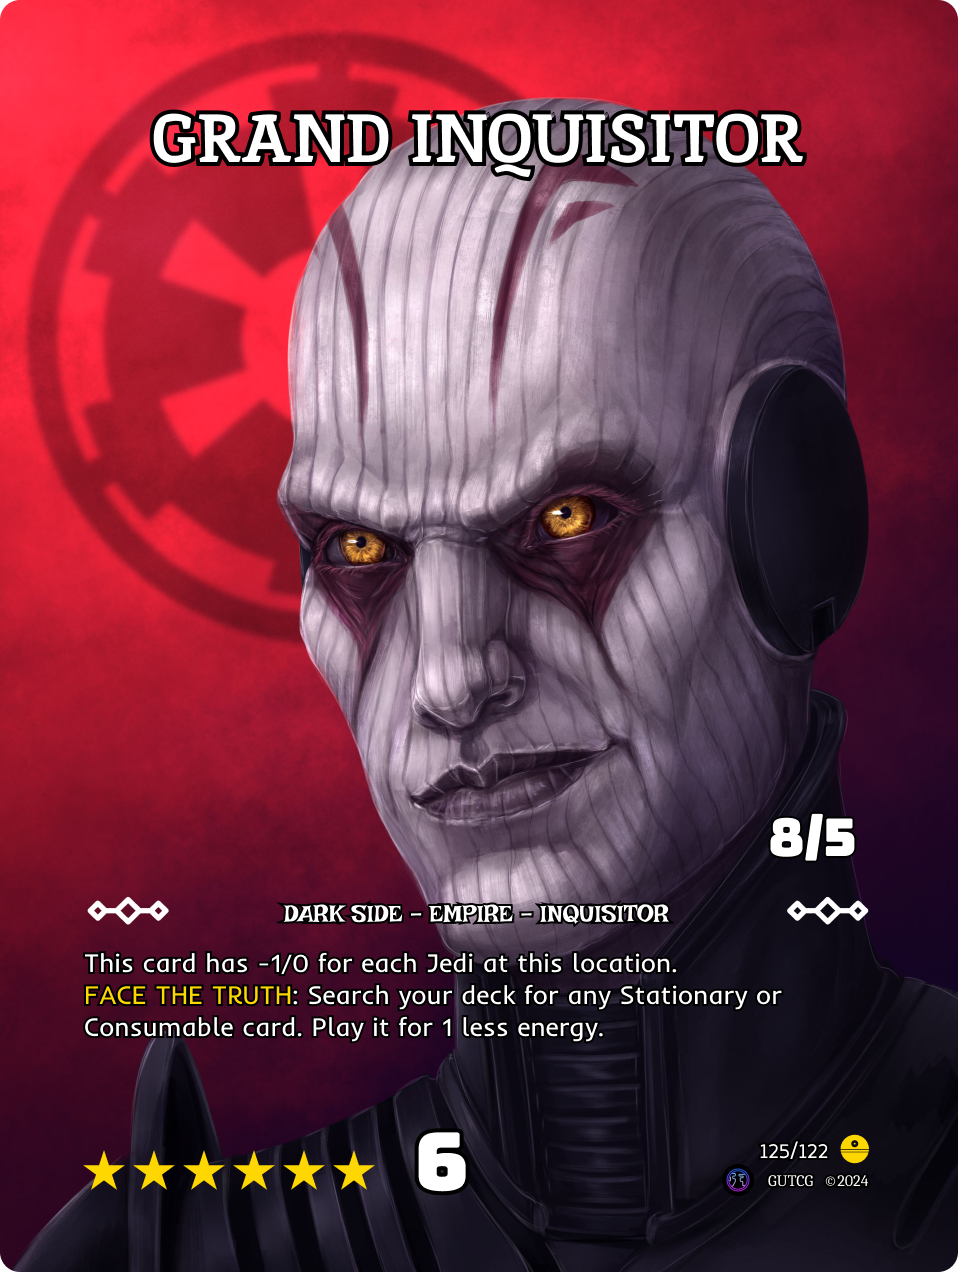 GRAND INQUISITOR
8/5
DARK SIDE - EMPIRE - INQUISITOR
This card has -1/0 for each Jedi at this location.
FACE THE TRUTH: Search your deck for any Stationary or
Consumable card. Play it for 1 less energy.
6
125/122
GUTCG ©2024